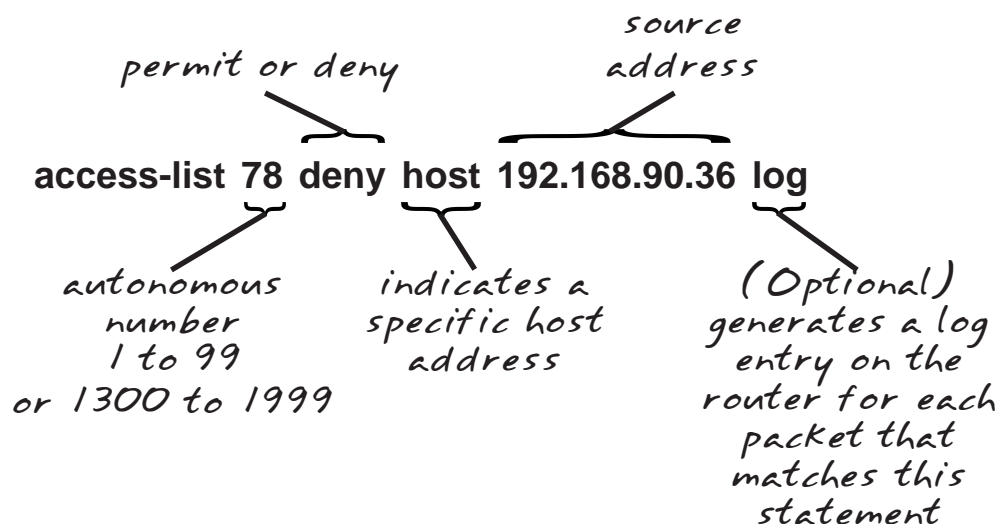 source
address
permit or deny
access-list 78 deny host 192.168.90.36 log
autonomous
number
1 to 99
or 1300 to 1999
indicates a
specific host
address
(Optional)
generates a log
entry on the
router for each
packet that
matches this
statement